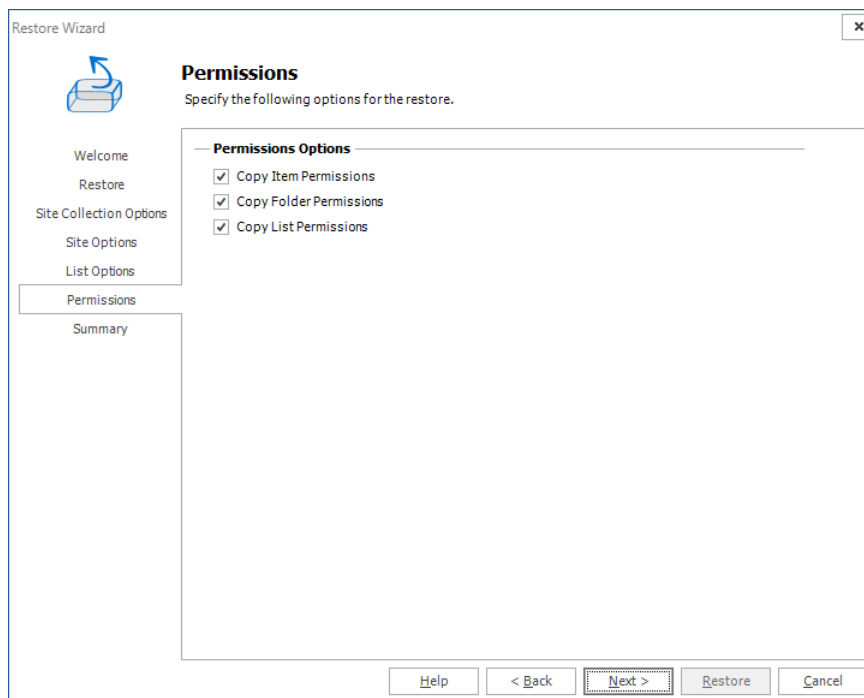 Restore Wizard
Permissions
Specify the following options for the restore.
Welcome
Restore
Site Collection Options
Site Options
List Options
Permissions
Summary
Permissions Options
Copy Item Permissions
Copy Folder Permissions
Copy List Permissions
Help
< Back
Next >
Restore
Cancel